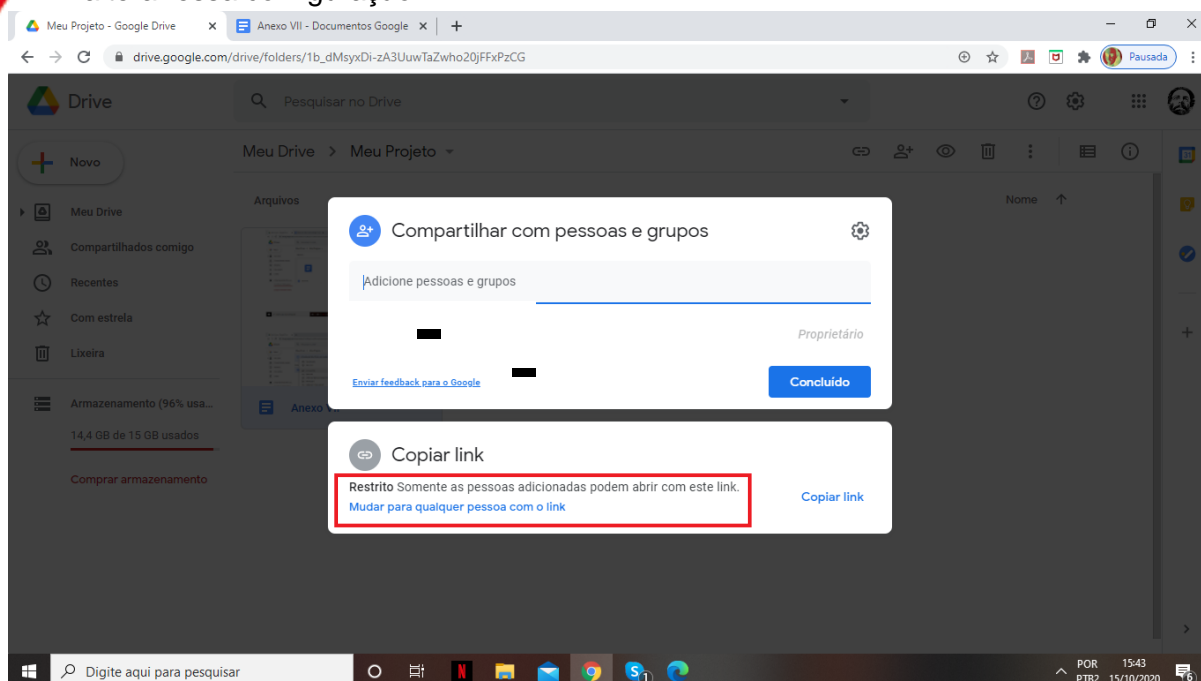 Meu Projeto - Google Drive
Anexo VII - Documentos Google
drive.google.com/drive/folders/1b_dMsyxDi-zA3UuwTaZwho20jFFxPzCG
Pausada
Drive
Pesquisar no Drive
Novo
Meu Drive > Meu Projeto
Meu Drive
Compartilhados comigo
Recentes
Com estrela
Lixeira
Armazenamento (96% usa...
14,4 GB de 15 GB usados
Comprar armazenamento
Arquivos
Nome
Anexo
Compartilhar com pessoas e grupos
Adicione pessoas e grupos
Proprietário
Enviar feedback para o Google
Concluído
Copiar link
Restrito Somente as pessoas adicionadas podem abrir com este link.
Mudar para qualquer pessoa com o link
Copiar link
Digite aqui para pesquisar
POR
PTB2
15:43
15/10/2020